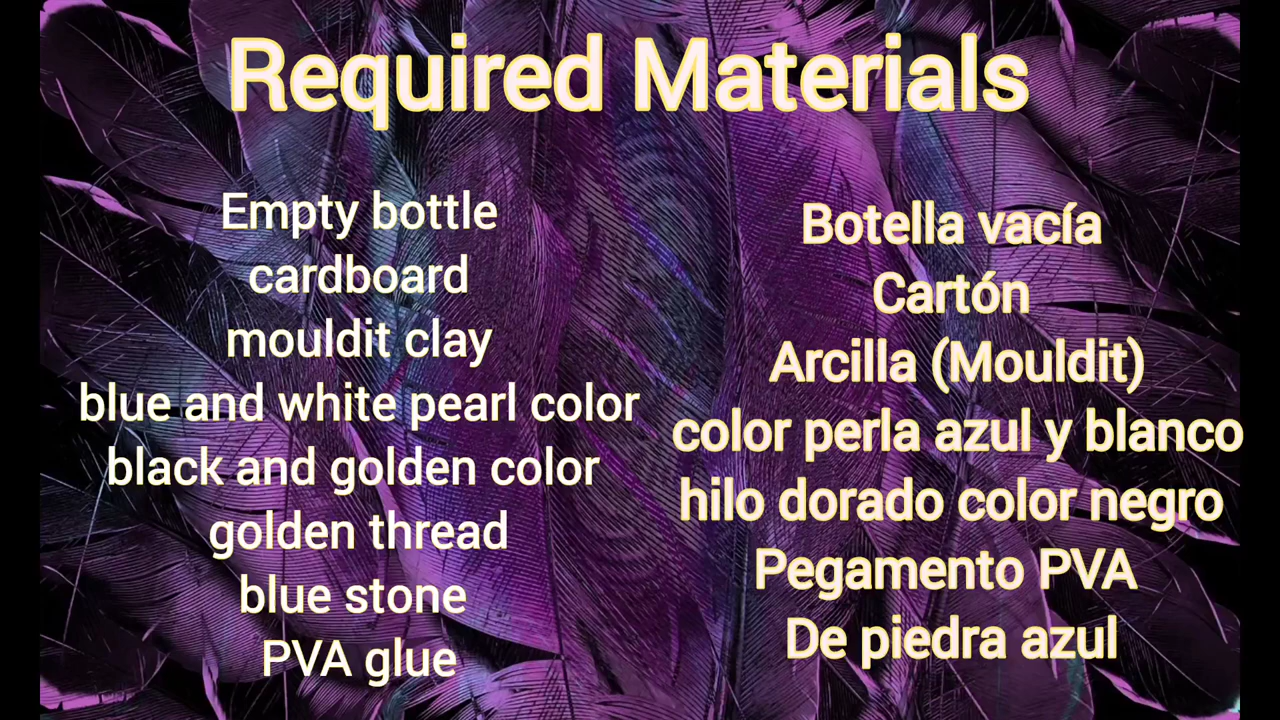 Required Materials
Empty bottle
cardboard
mouldit clay
blue and white pearl color
black and golden color
golden thread
blue stone
PVA glue
Botella vacía
Cartón
Arcilla (Mouldit)
color perla azul y blanco
hilo dorado color negro
Pegamento PVA
De piedra azul